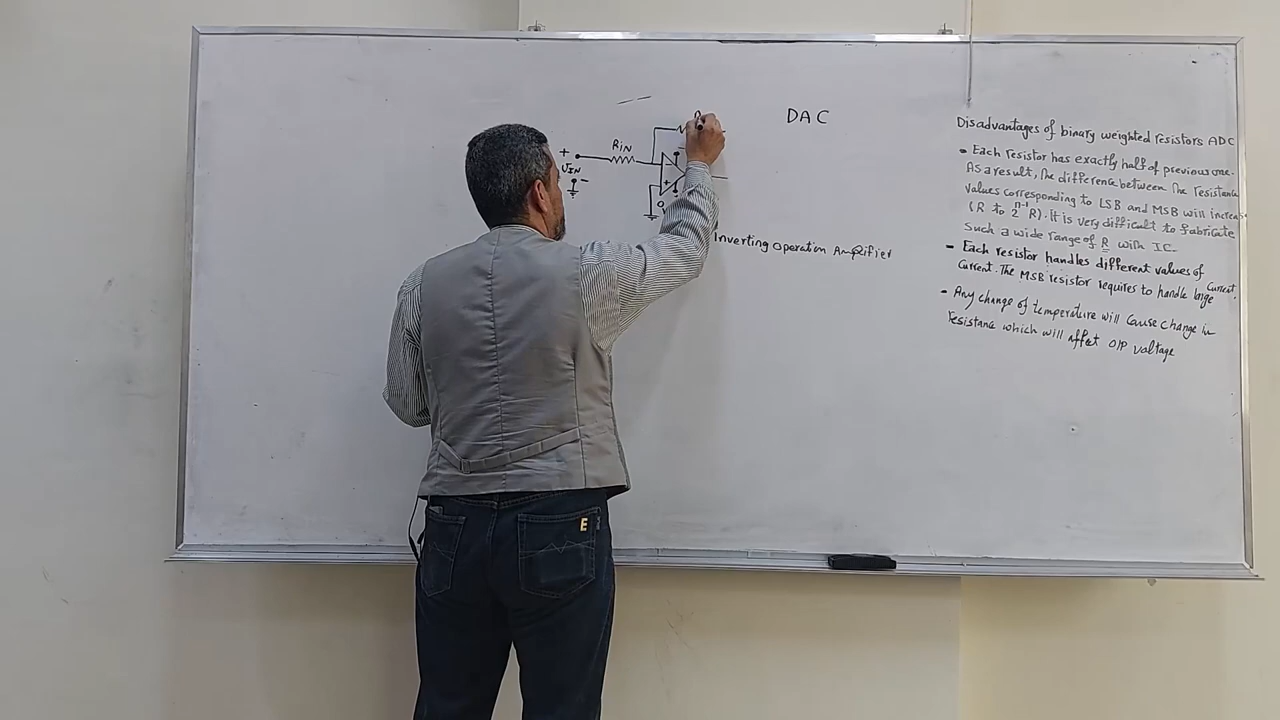 DAC
RIN
+
VIN
-
-
+
Inverting Operation Amplifier
Disadvantages of binary weighted resistors ADC
• Each resistor has exactly half of previous one.
As a result, The difference between The resistance
values corresponding to LSB and MSB will increas
(R to 2^n-1 R). It is very difficult to fabricate
Such a wide range of R with IC.
• Each resistor handles different values of
Current. The MSB resistor requires to handle large
Current.
• Any change of temperature will cause change in
resistance which will affect O/P voltage
E